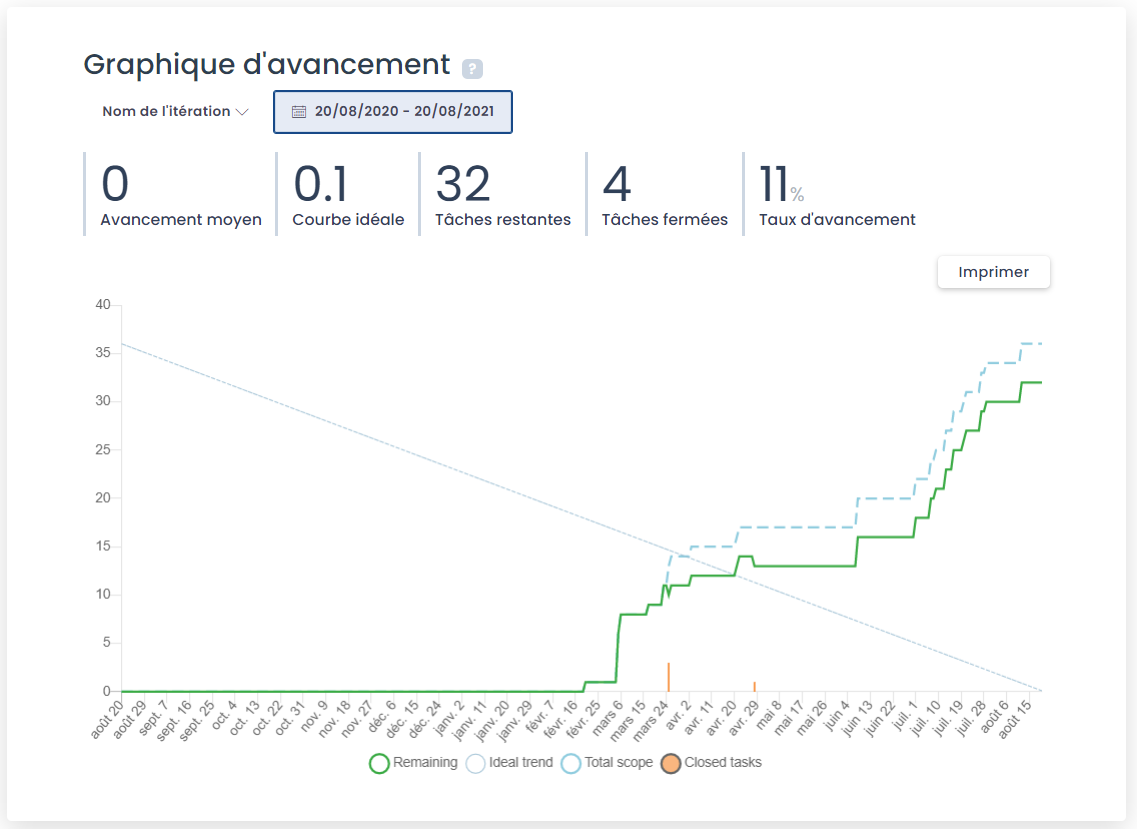 Graphique d'avancement ?
Nom de l'itération 20/08/2020 - 20/08/2021
0 0.1 32 4 11 %
Avancement moyen Courbe idéale Tâches restantes Tâches fermées Taux d'avancement
Imprimer
40
35
30
25
20
15
10
5
0
août 20 août 29 sept. 7 sept. 16 sept. 25 oct. 4 oct. 13 oct. 22 oct. 31 nov. 9 nov. 18 nov. 27 déc. 6 déc. 15 déc. 24 janv. 2 janv. 11 janv. 20 janv. 29 févr. 7 févr. 16 févr. 25 mars 6 mars 15 mars 24 avr. 2 avr. 11 avr. 20 avr. 29 mai 8 mai 17 mai 26 juin 4 juin 13 juin 22 juil. 1 juil. 10 juil. 19 juil. 28 août 6 août 15
Remaining Ideal trend Total scope Closed tasks